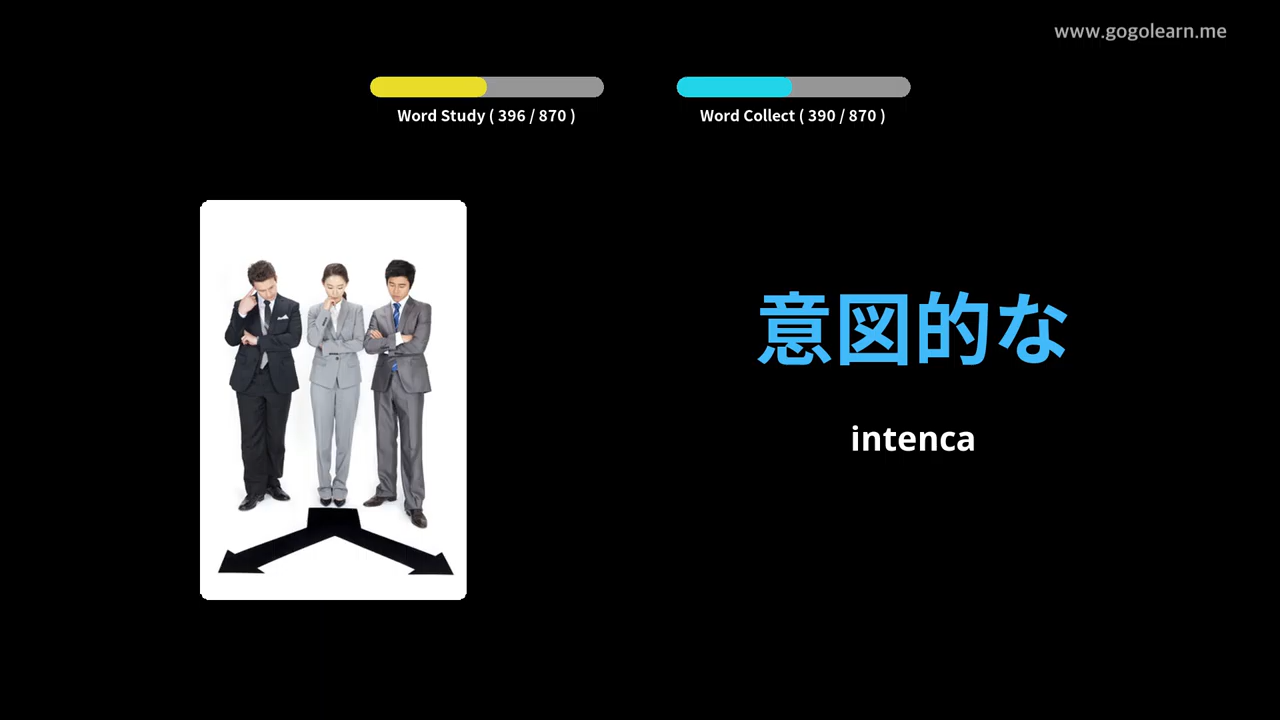 www.gogolearn.me
Word Study ( 396 / 870 )
Word Collect ( 390 / 870 )
意図的な
intenca